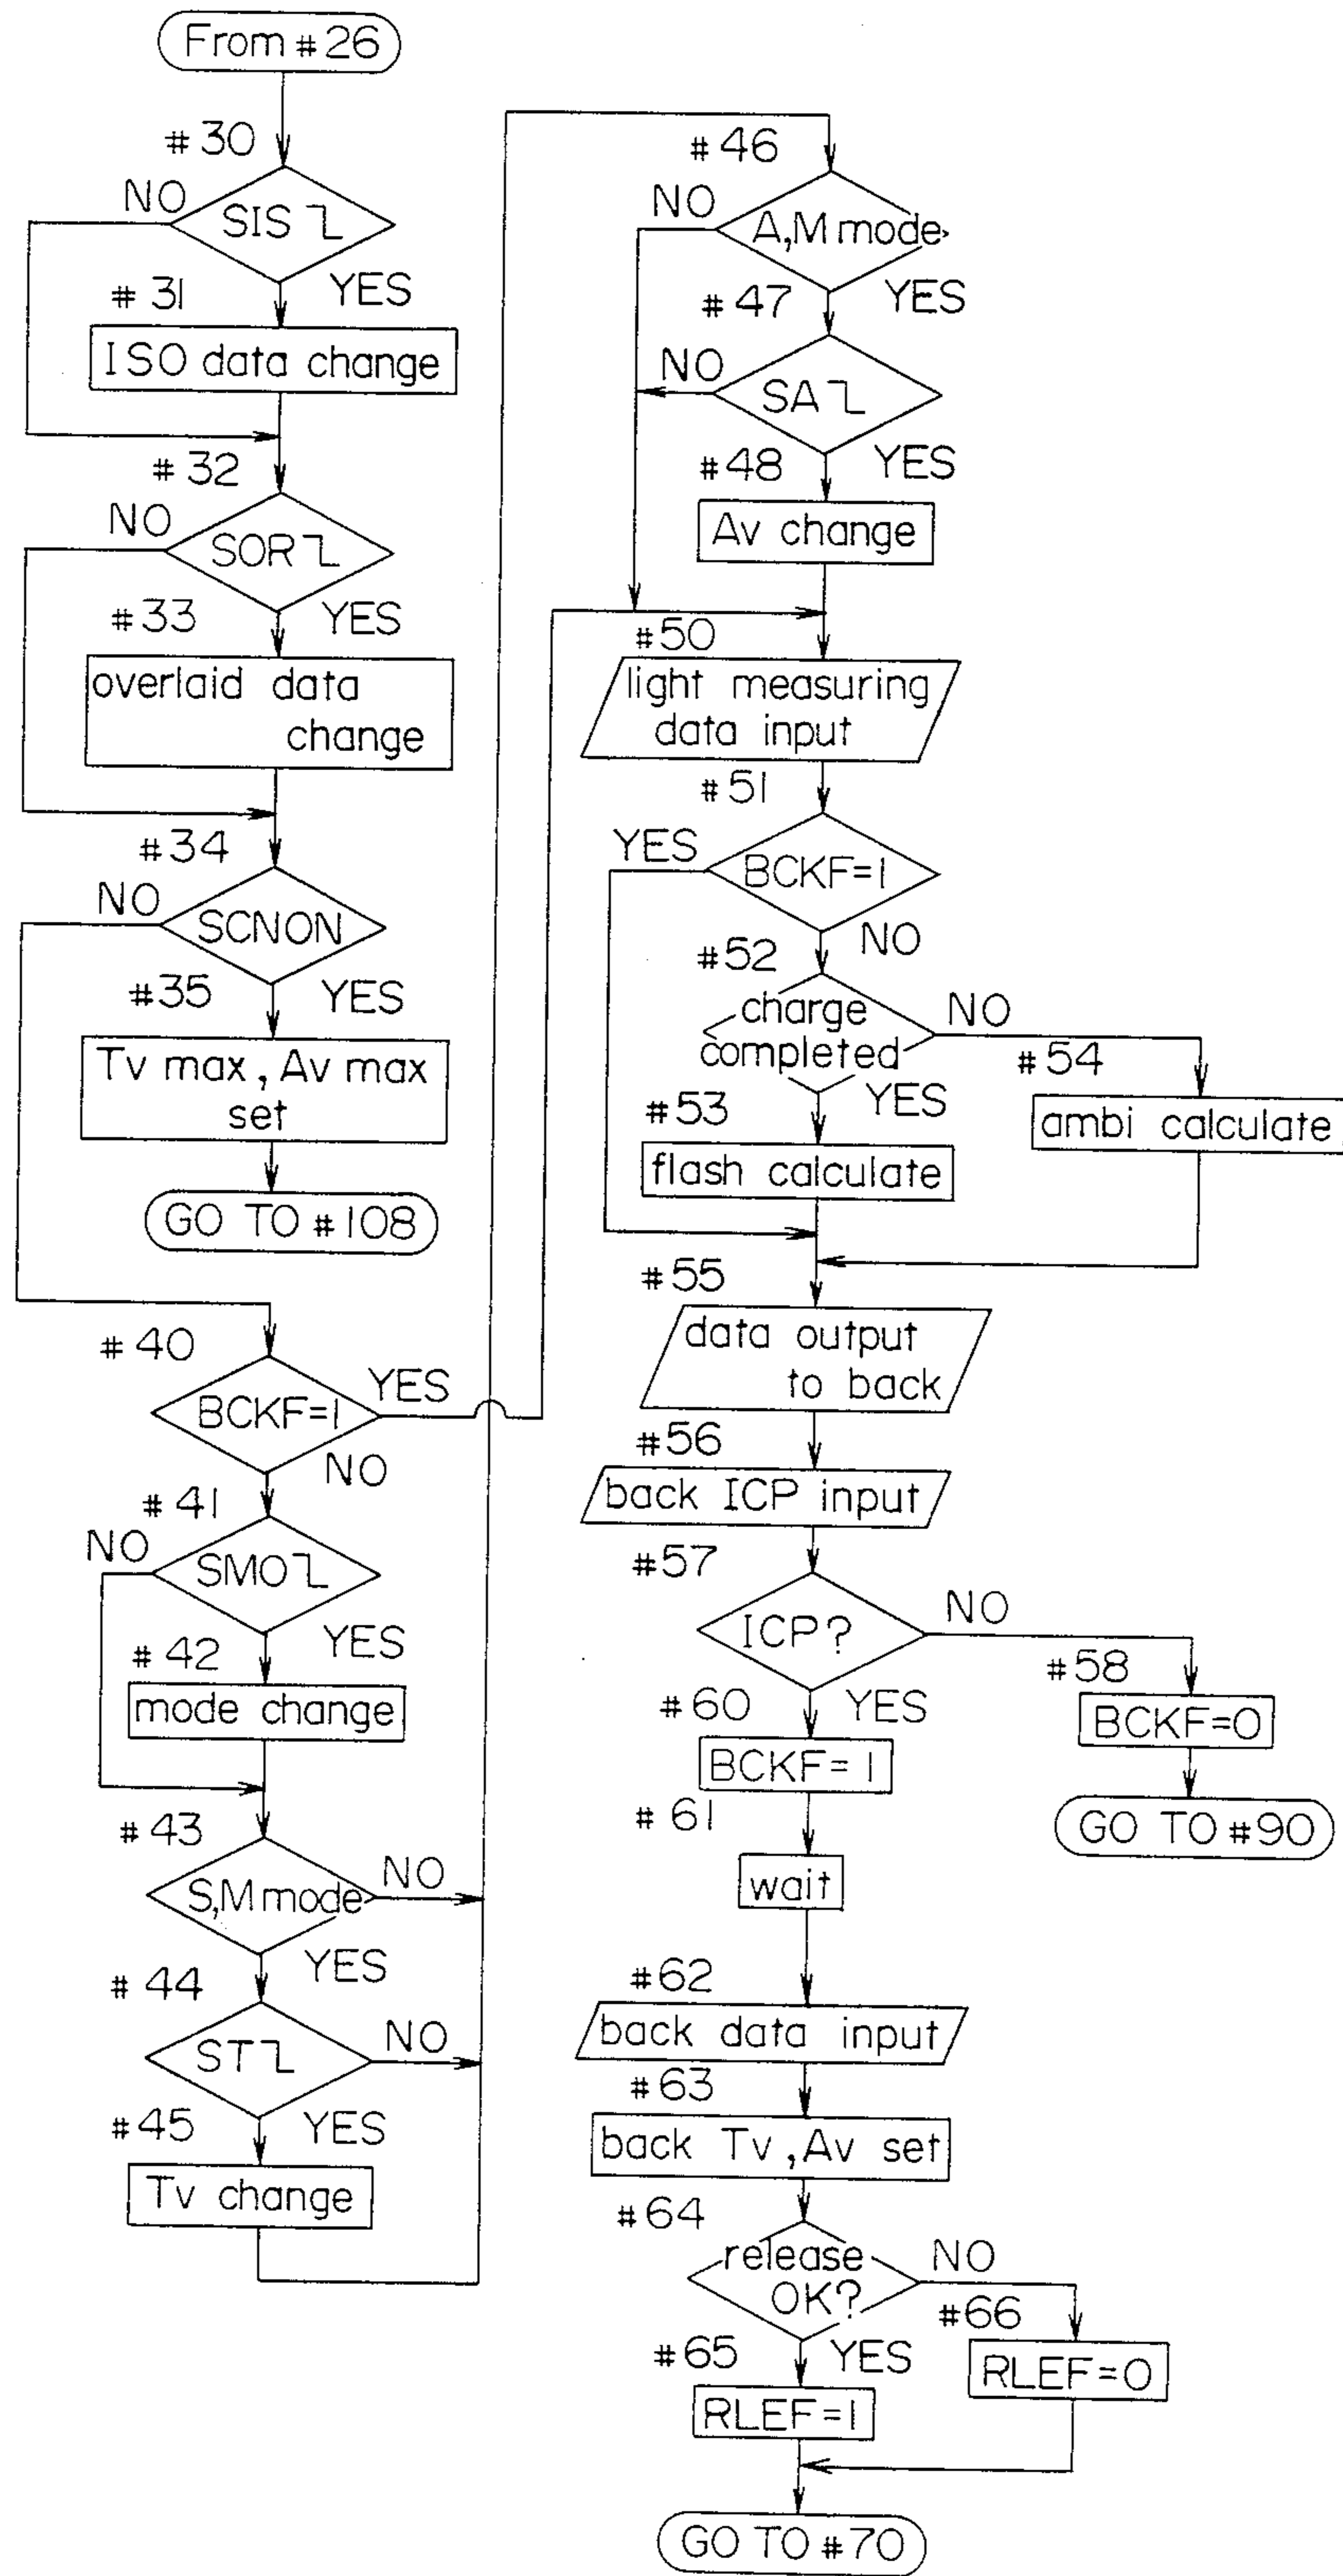 From #26
#30
NO
SIS
YES
#31
ISO data change
#32
NO
SOR
YES
#33
overlaid data
change
#34
NO
SCNON
YES
#35
Tv max, Av max
set
GO TO #108
#40
BCKF=1
YES
NO
#41
NO
SMO
YES
#42
mode change
#43
S,M mode
NO
YES
#44
ST
NO
YES
#45
Tv change
#46
NO
A,M mode
YES
#47
NO
SA
YES
#48
Av change
#50
light measuring
data input
#51
YES
BCKF=1
NO
#52
charge
completed
NO
YES
#53
flash calculate
#54
ambi calculate
#55
data output
to back
#56
back ICP input
#57
ICP?
NO
YES
#58
BCKF=0
GO TO #90
#60
BCKF=1
#61
wait
#62
back data input
#63
back Tv, Av set
#64
release
OK?
NO
YES
#66
RLEF=0
#65
RLEF=1
GO TO #70